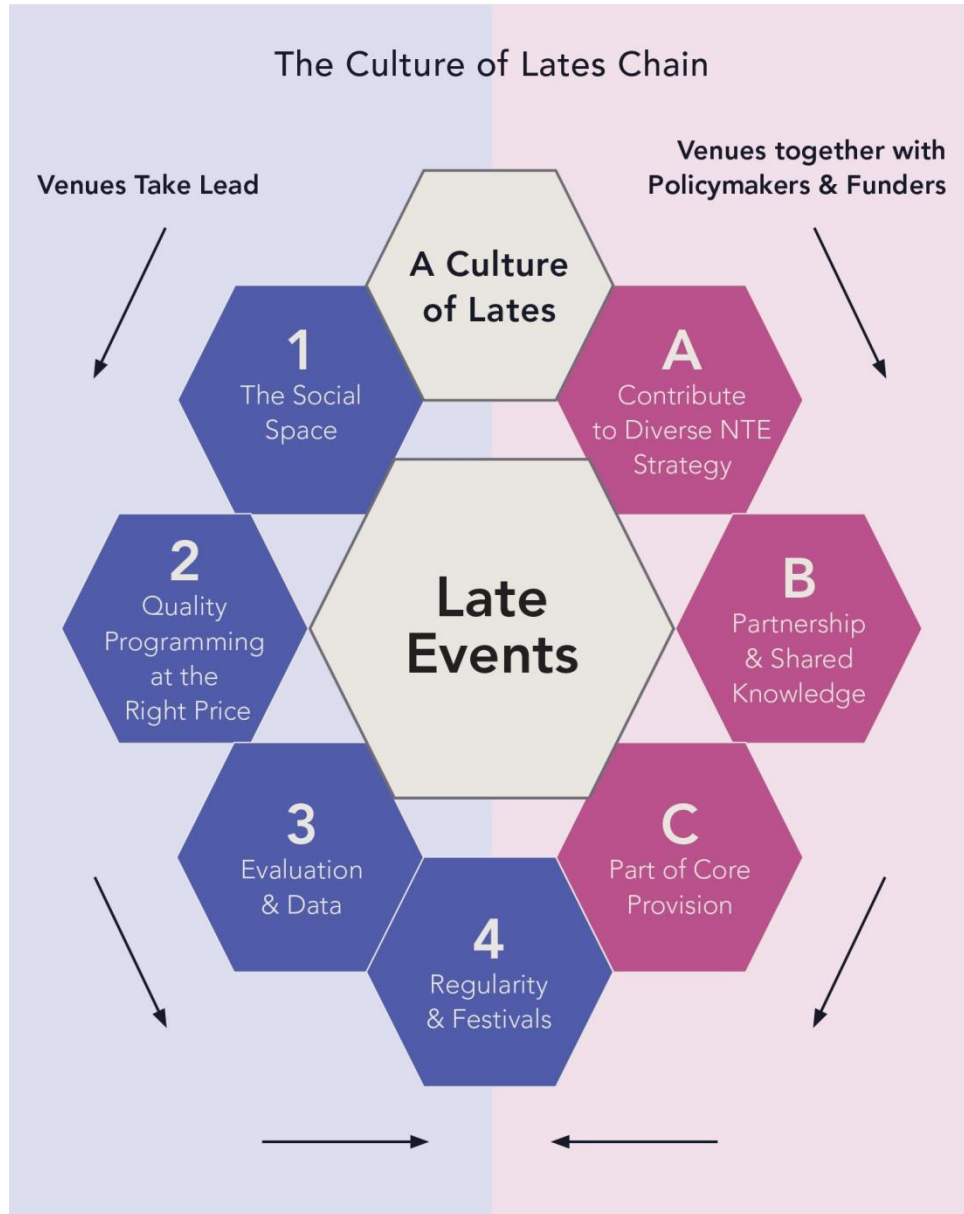 The Culture of Lates Chain
Venues Take Lead
Venues together with
Policymakers & Funders
A Culture
of Lates
1
The Social
Space
A
Contribute
to Diverse NTE
Strategy
2
Quality
Programming
at the
Right Price
Late
Events
B
Partnership
& Shared
Knowledge
3
Evaluation
& Data
C
Part of Core
Provision
4
Regularity
& Festivals